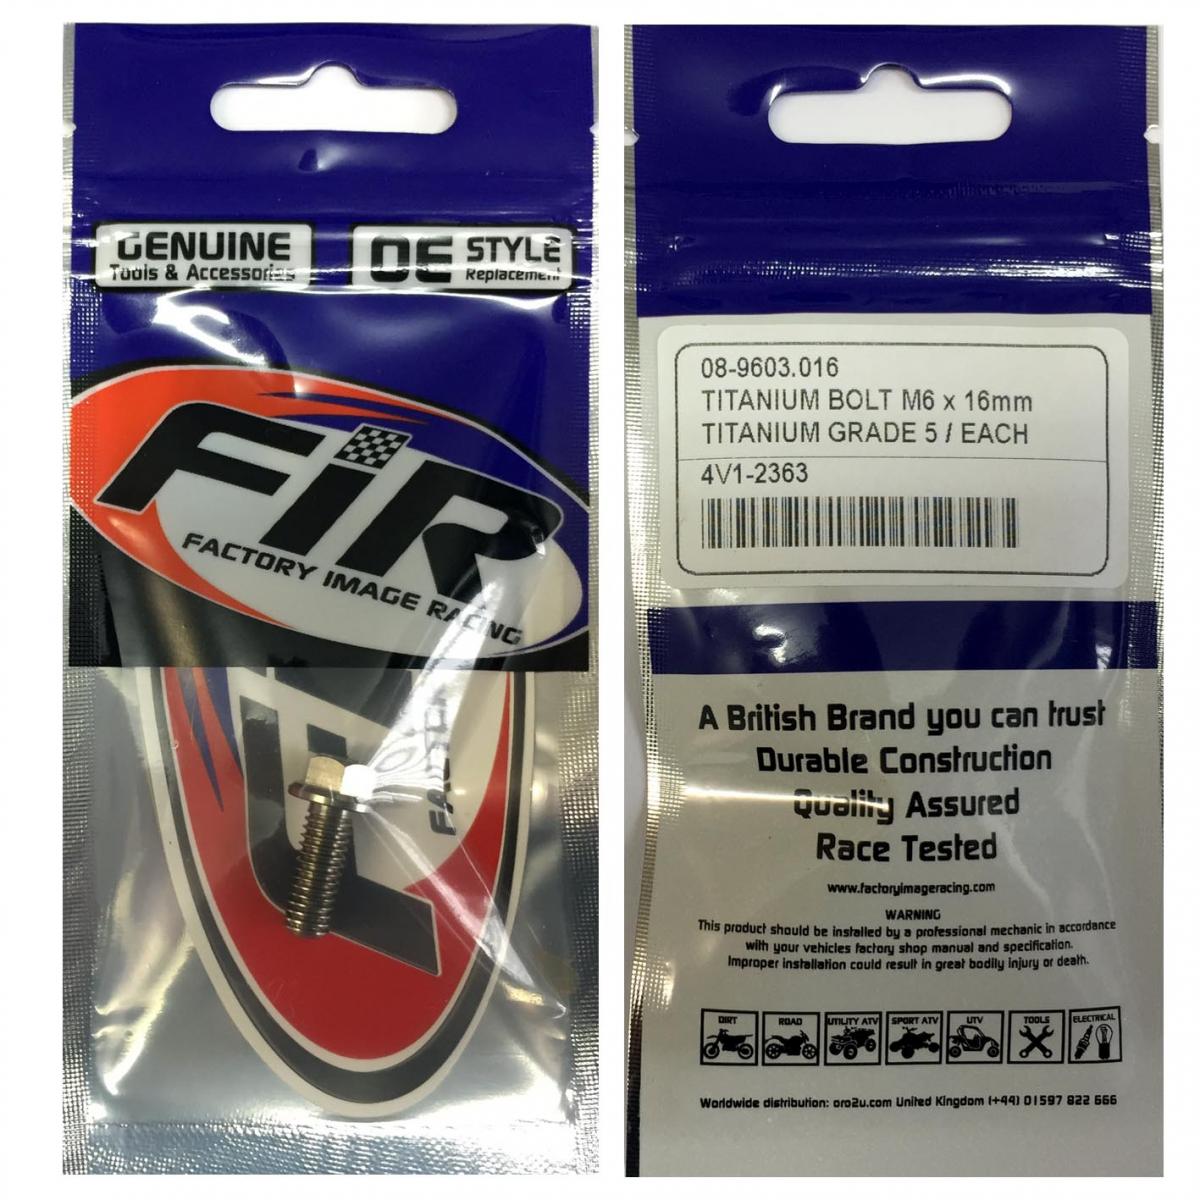 GENUINE
Tools & Accessories
OE STYLE
Replacement
FiR
FACTORY IMAGE RACING
08-9603.016
TITANIUM BOLT M6 x 16mm
TITANIUM GRADE 5 / EACH
4V1-2363
A British Brand you can trust
Durable Construction
Quality Assured
Race Tested
www.factoryimageracing.com
WARNING
This product should be installed by a professional mechanic in accordance
with your vehicles factory shop manual and specification.
Improper installation could result in great bodily injury or death.
DIRT ROAD UTILITY ATV SPORT ATV UTV TOOLS ELECTRICAL
Worldwide distribution: oro2u.com United Kingdom (+44) 01597 822 666